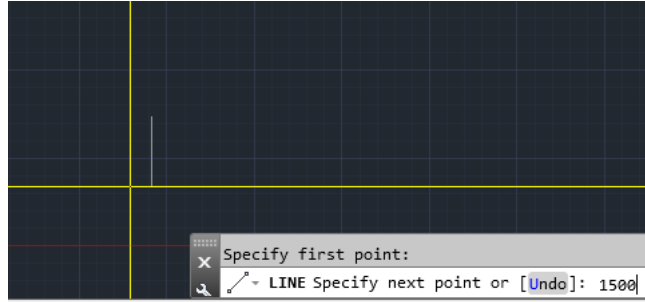 Specify first point:
LINE Specify next point or [Undo]: 1500